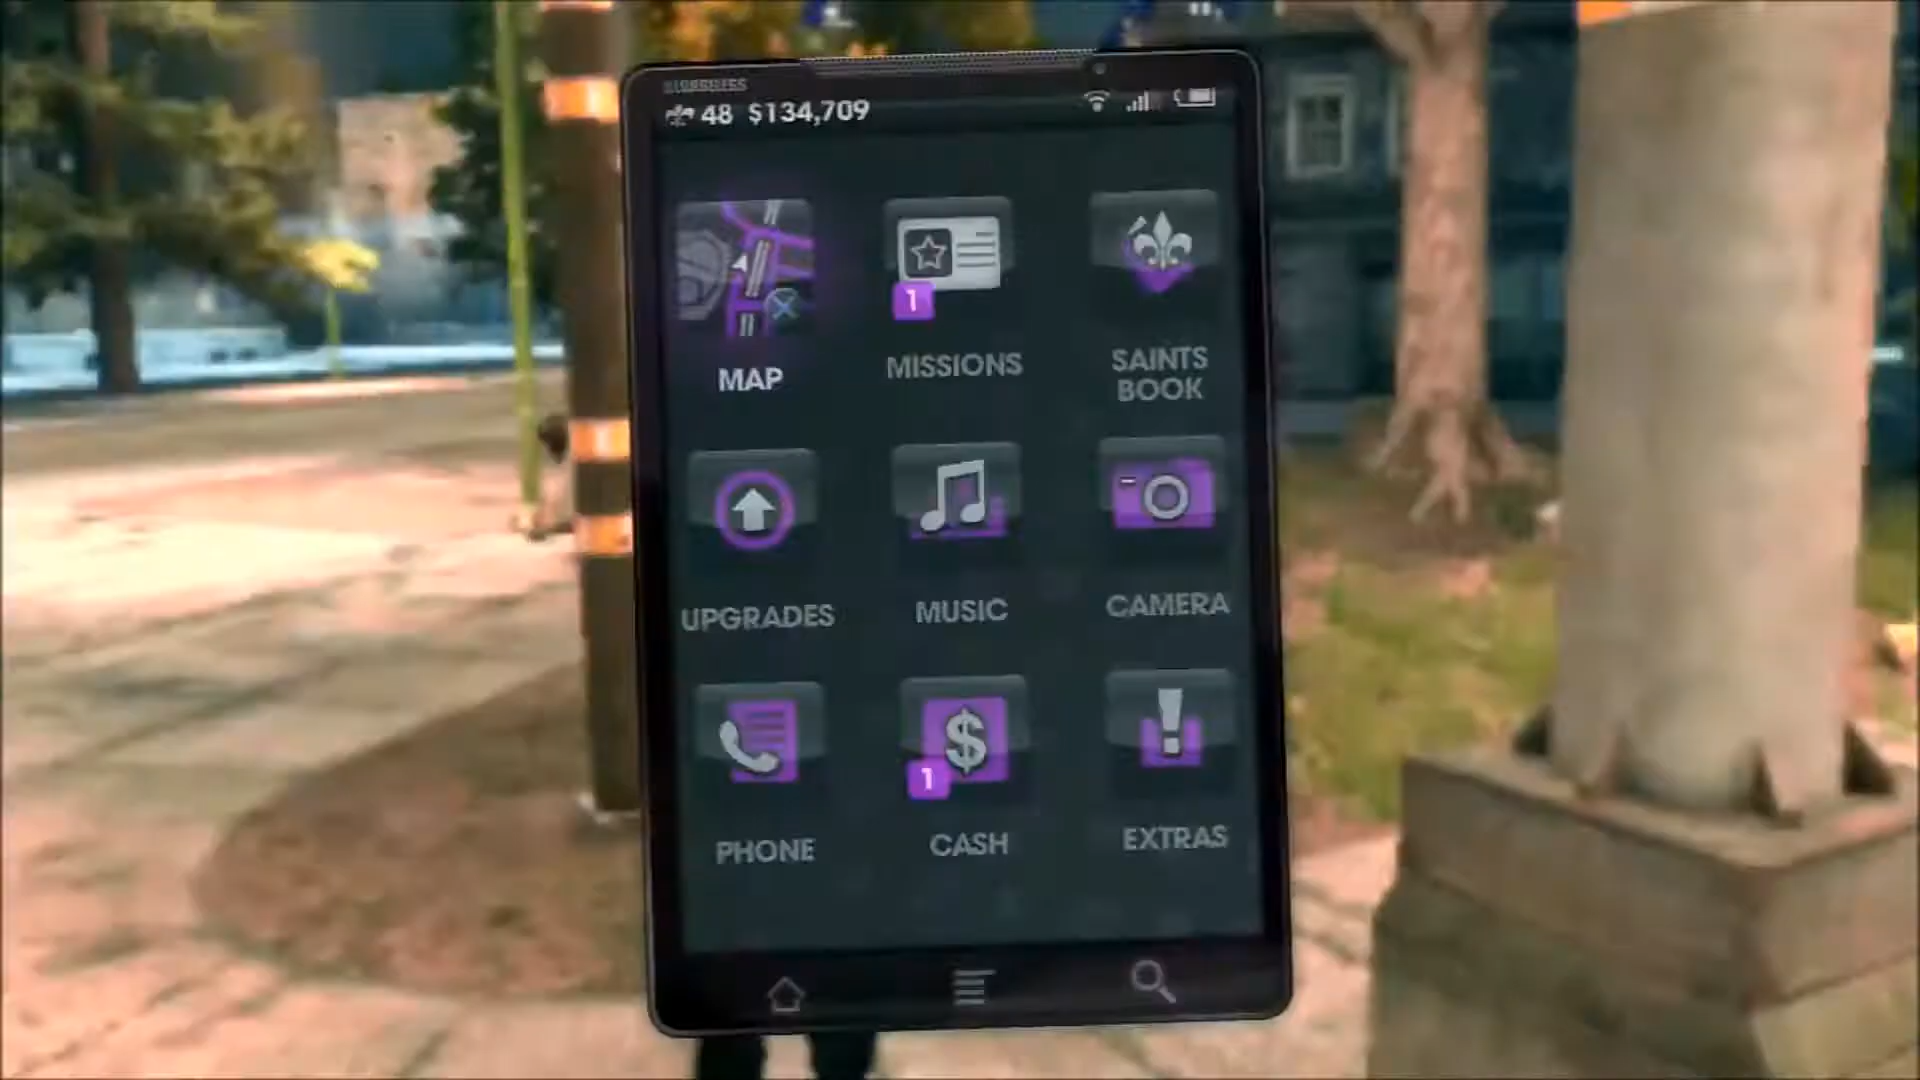 48 $134,709
MAP
1
MISSIONS
SAINTS
BOOK
UPGRADES
MUSIC
CAMERA
PHONE
$
1
CASH
!
EXTRAS